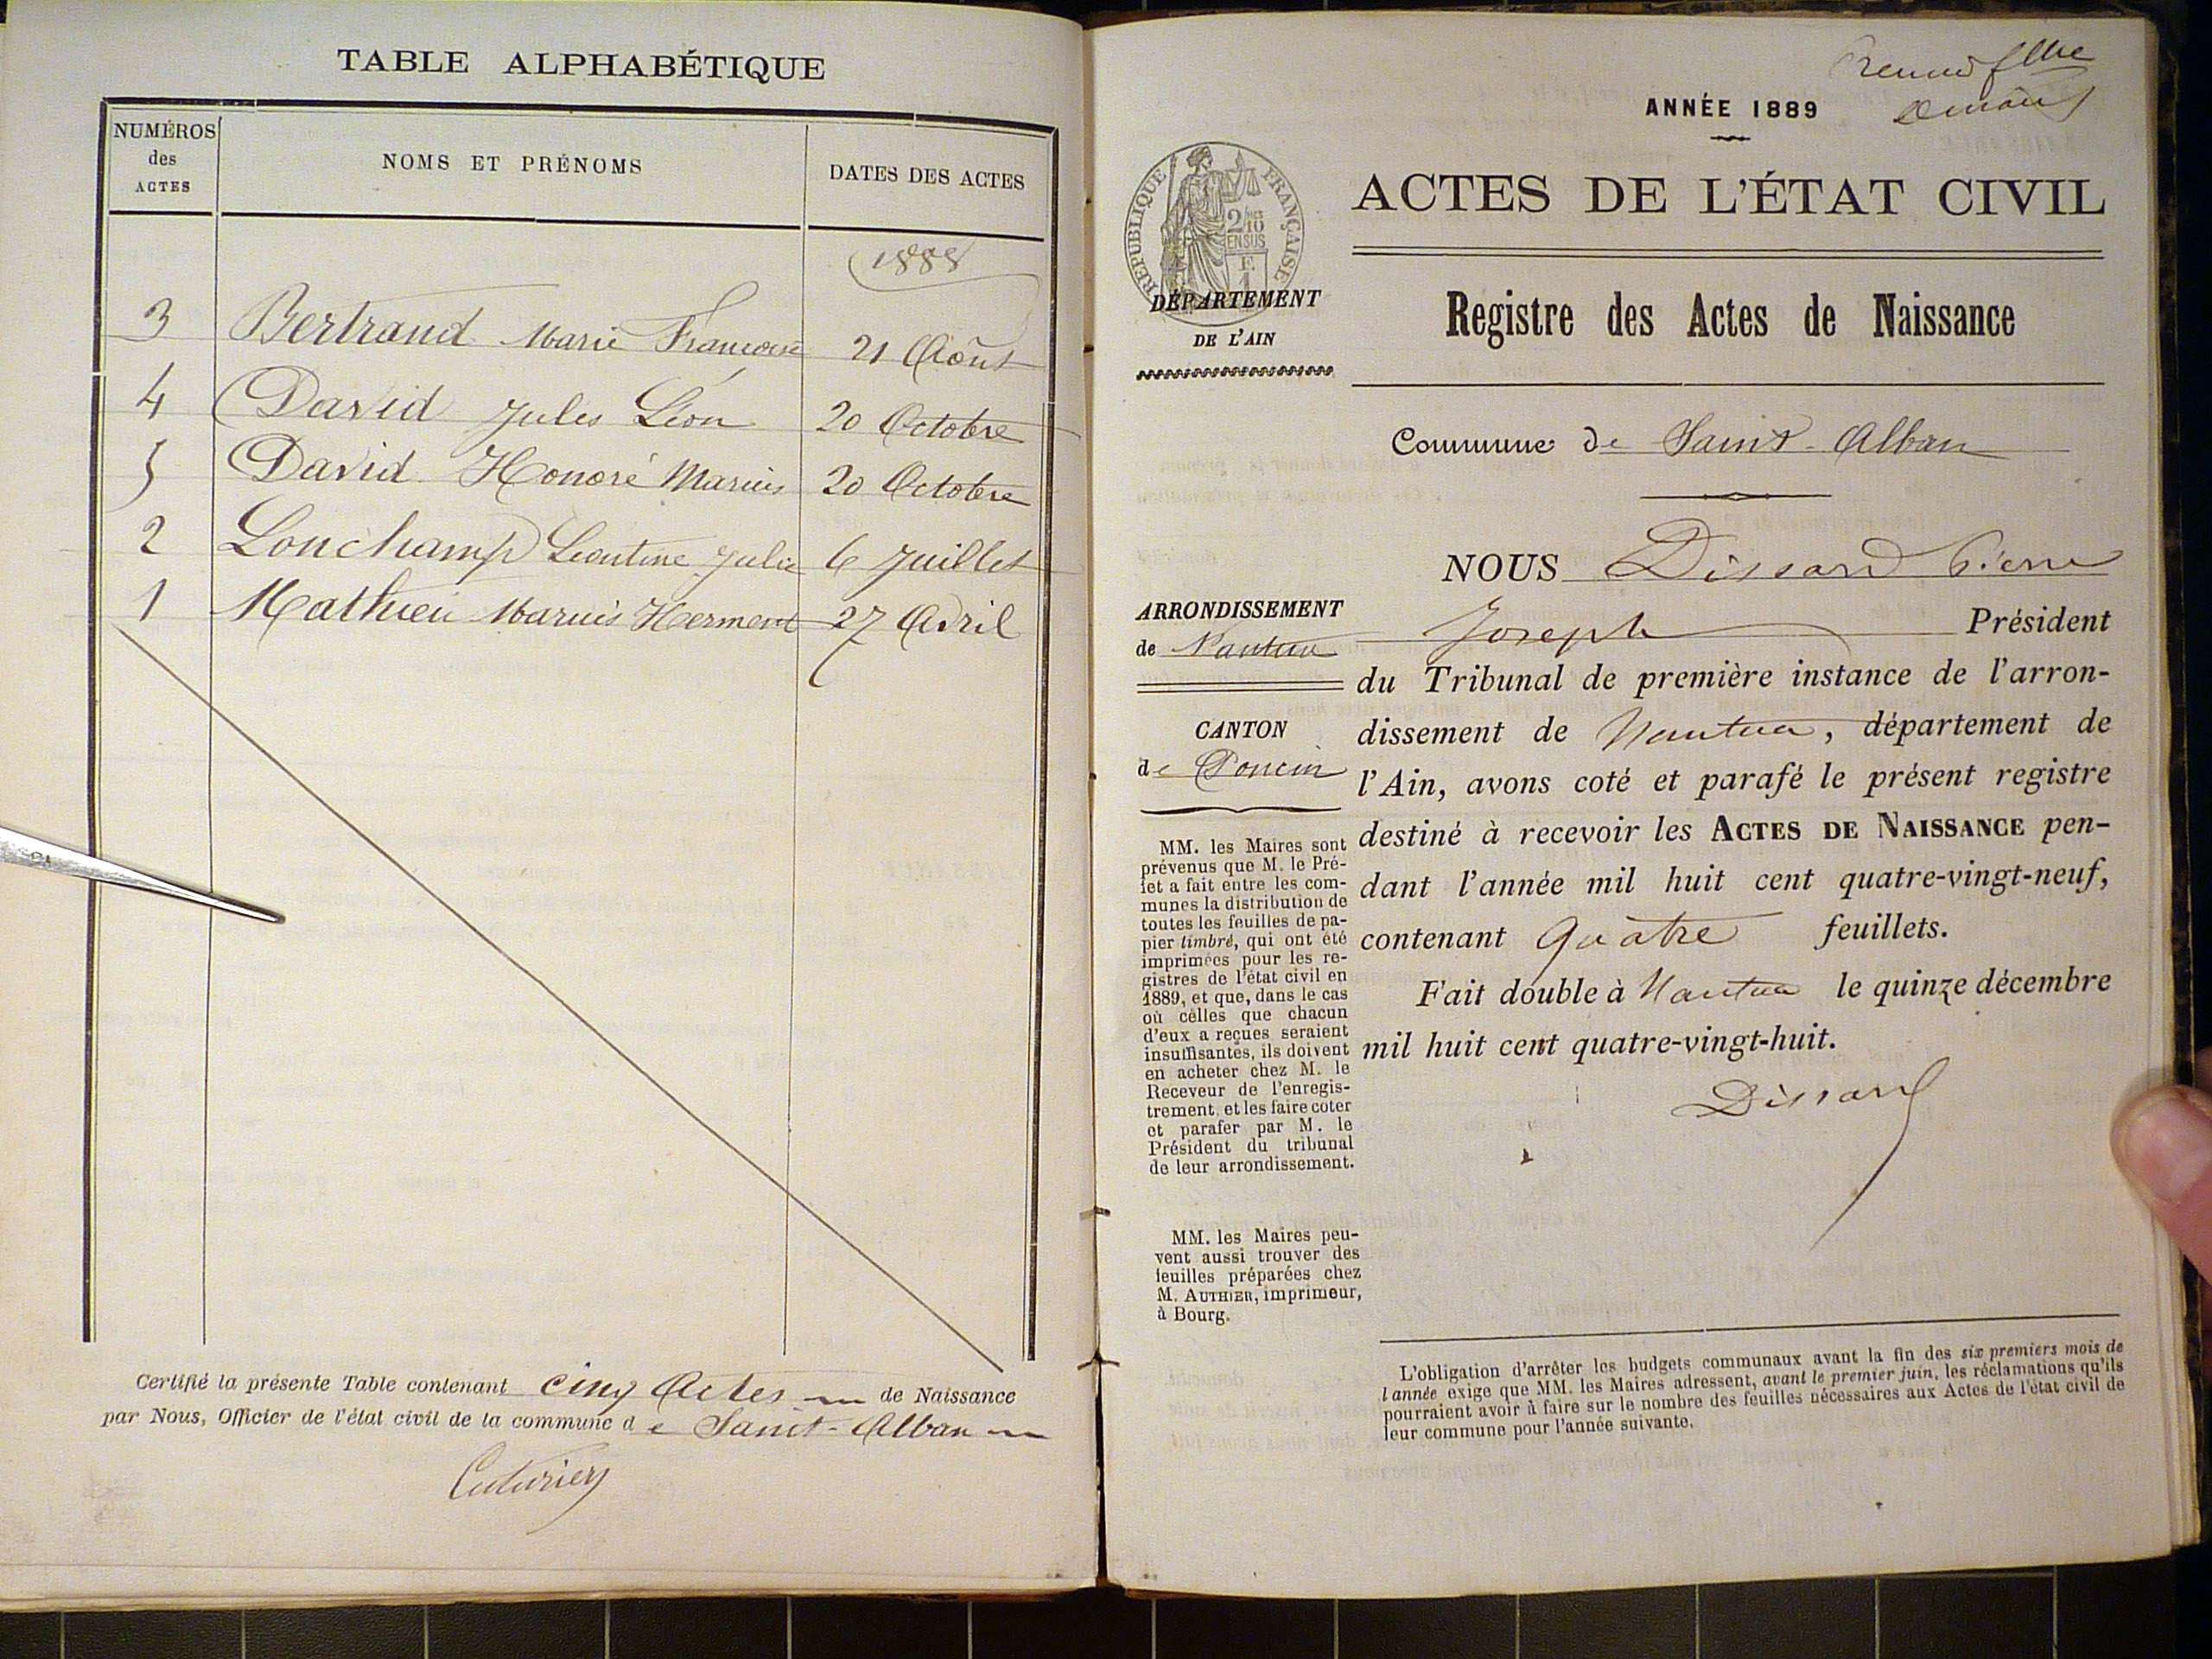 TABLE ALPHABÉTIQUE
NUMÉROS
des
ACTES
NOMS ET PRÉNOMS
DATES DES ACTES
1888
3 Bertrand Marie Francoise 21 Août
4 David Jules Léon 20 Octobre
5 David Honoré Marius 20 Octobre
2 Lonchamp Leontine Julie 6 Juillet
1 Mathieu Marius 27 Avril
Certifié la présente Table contenant cinq Actes de Naissance
par Nous, Officier de l'état civil de la commune de Saint-Alban
ANNÉE 1889
RÉPUBLIQUE FRANÇAISE
2/10
EN SUS
E
1
ACTES DE L'ÉTAT CIVIL
DÉPARTEMENT
DE L'AIN
Registre des Actes de Naissance
Commune de Saint-Alban
NOUS Dissard Pierre
ARRONDISSEMENT
de Nantua
Joseph Président
du Tribunal de première instance de l'arron-
dissement de Nantua, département de
l'Ain, avons coté et parafé le présent registre
destiné à recevoir les ACTES DE NAISSANCE pen-
dant l'année mil huit cent quatre-vingt-neuf,
contenant Quatre feuillets.
Fait double à Nantua le quinze décembre
mil huit cent quatre-vingt-huit.
Dissard
CANTON
de Poncin
MM. les Maires sont
prévenus que M. le Pré-
fet a fait entre les com-
munes la distribution de
toutes les feuilles de pa-
pier timbré, qui ont été
imprimées pour les re-
gistres de l'état civil en
1889, et que, dans le cas
où celles que chacun
d'eux a reçues seraient
insuffisantes, ils doivent
en acheter chez M. le
Receveur de l'enregis-
trement, et les faire coter
et parafer par M. le
Président du tribunal
de leur arrondissement.
MM. les Maires peu-
vent aussi trouver des
feuilles préparées chez
M. AUTHIER, imprimeur,
à Bourg.
L'obligation d'arrêter les budgets communaux avant la fin des six premiers mois de
l'année exige que MM. les Maires adressent, avant le premier juin, les réclamations qu'ils
pourraient avoir à faire sur le nombre des feuilles nécessaires aux Actes de l'état civil de
leur commune pour l'année suivante.